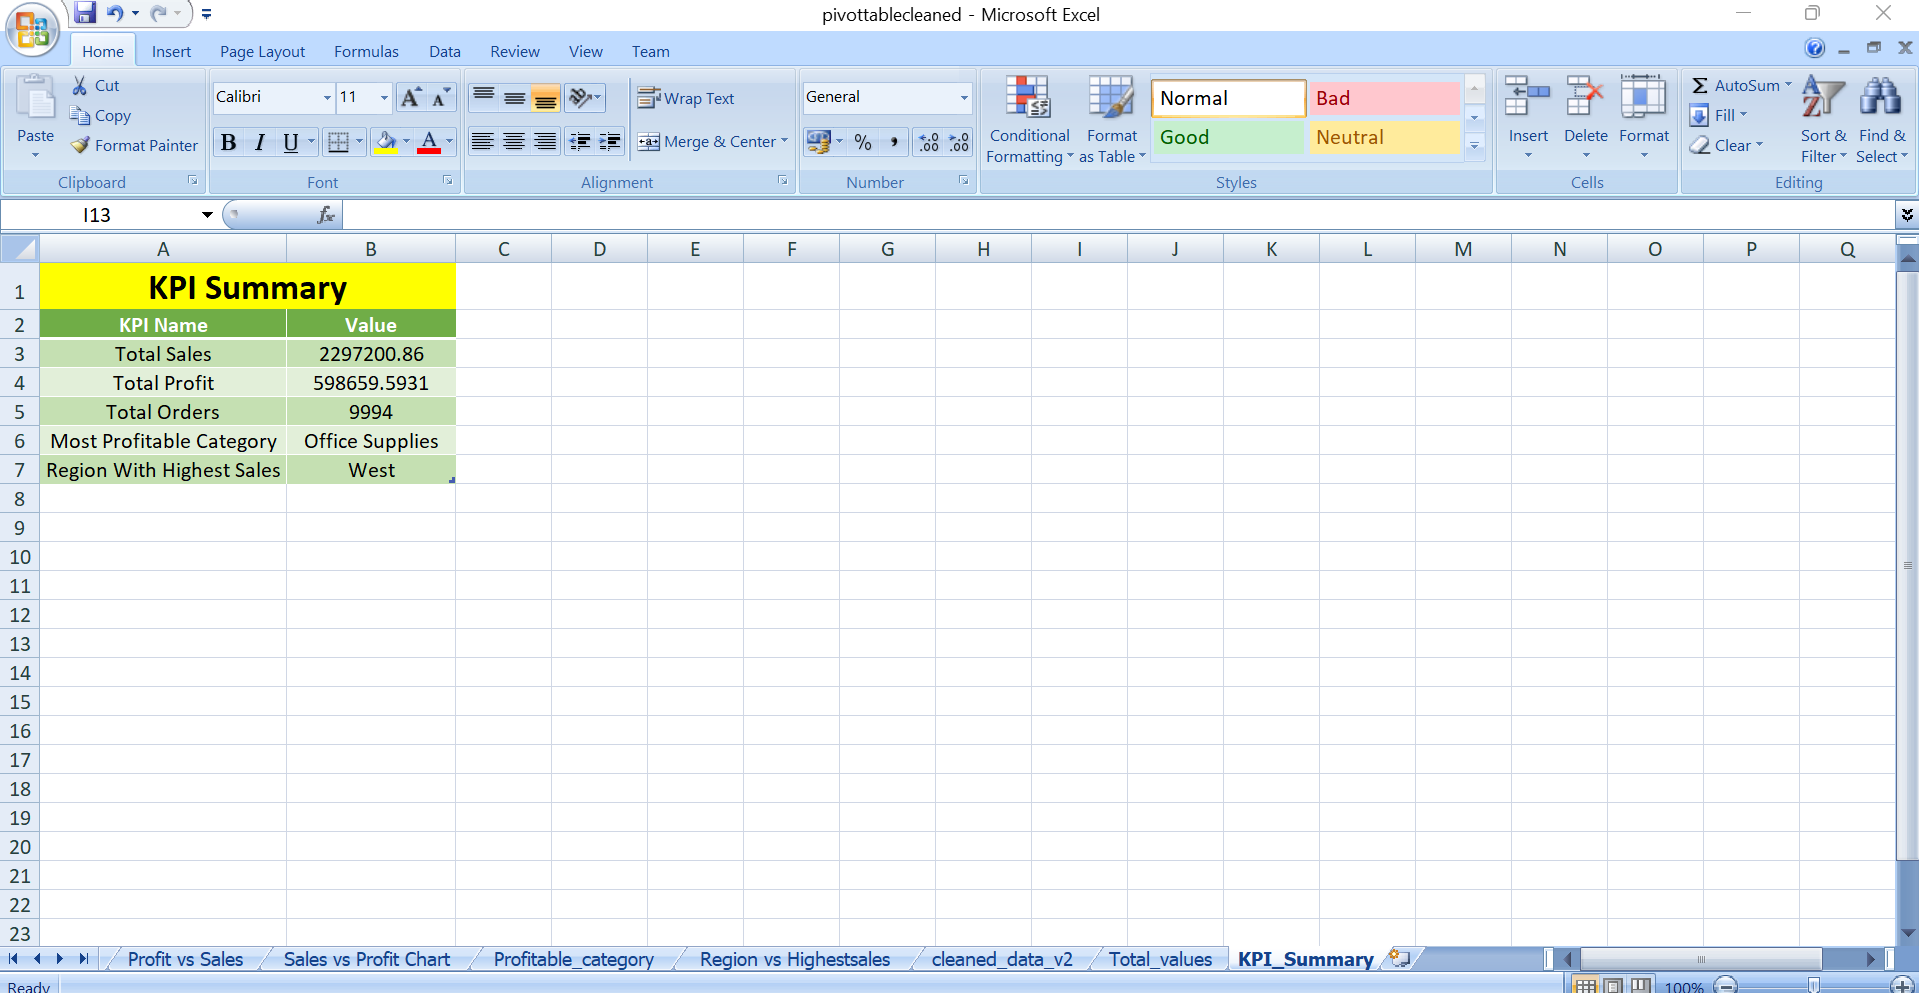 pivottablecleaned - Microsoft Excel
Home Insert Page Layout Formulas Data Review View Team
Paste
Cut
Copy
Format Painter
Clipboard
Calibri 11
B I U
Font
Wrap Text
Merge & Center
Alignment
General
% , .00 .00
Number
Conditional Formatting
Format as Table
Normal Bad
Good Neutral
Styles
Insert Delete Format
Cells
Σ AutoSum
Fill
Clear
Sort & Filter
Find & Select
Editing
I13 fx
A B C D E F G H I J K L M N O P Q
1 KPI Summary
2 KPI Name Value
3 Total Sales 2297200.86
4 Total Profit 598659.5931
5 Total Orders 9994
6 Most Profitable Category Office Supplies
7 Region With Highest Sales West
8
9
10
11
12
13
14
15
16
17
18
19
20
21
22
23
Profit vs Sales Sales vs Profit Chart Profitable_category Region vs Highestsales cleaned_data_v2 Total_values KPI_Summary
Ready 100%